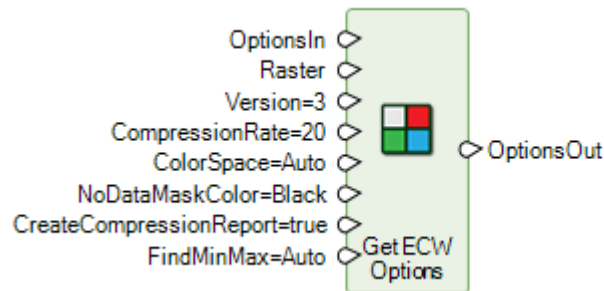 OptionsIn
Raster
Version=3
CompressionRate=20
ColorSpace=Auto
OptionsOut
NoDataMaskColor=Black
CreateCompressionReport=true
FindMinMax=Auto
Get ECW
Options